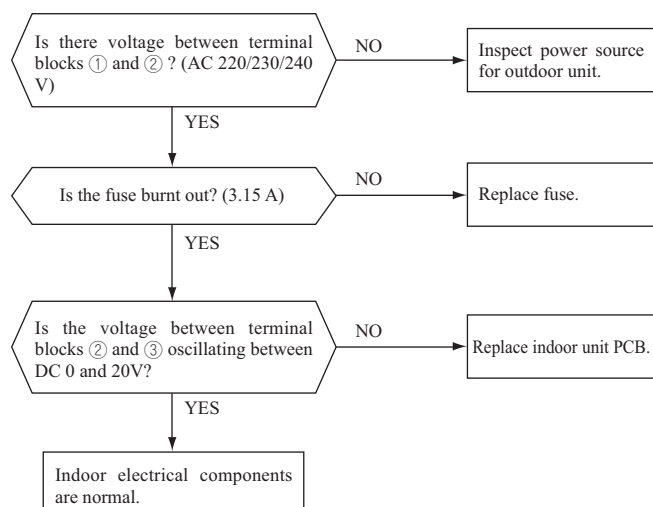 Is there voltage between terminal
blocks ① and ② ? (AC 220/230/240
V)
NO
Inspect power source
for outdoor unit.
YES
Is the fuse burnt out? (3.15 A)
NO
Replace fuse.
YES
Is the voltage between terminal
blocks ② and ③ oscillating between
DC 0 and 20V?
NO
Replace indoor unit PCB.
YES
Indoor electrical components
are normal.